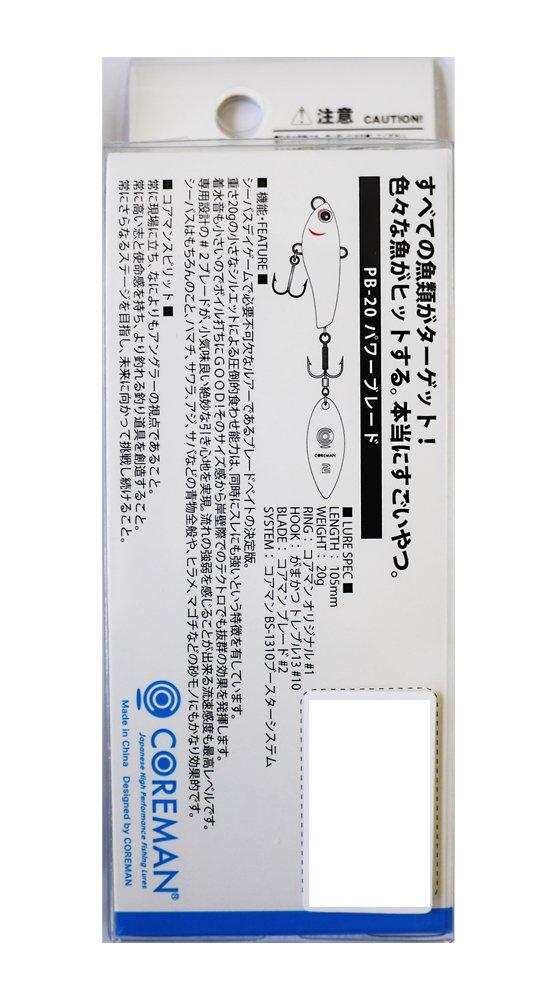 ⚠ 注意 CAUTION!
すべての魚類がターゲット！
色々な魚がヒットする。本当にすごいやつ。
PB-20 パワーブレード
COREMAN
■ LURE SPEC ■
LENGTH： 105mm
WEIGHT： 20g
RING： コアマンオリジナル #1
HOOK： がまかつトレブル13 #10
BLADE： コアマンブレード #2
SYSTEM： コアマン BS-1310ブースターシステム
■ 機能・FEATURE ■
シーバスデイゲームで必要不可欠なルアーであるブレードベイトの決定版。
重さ20gの小さなシルエットによる圧倒的食わせ能力は、同時にスレにも強いという特徴を有しています。
着水音も小さいのでボイル打ちにGOOD！そのサイズ感から岸壁際でのテクトロでも抜群の効果を発揮します。
専用設計の＃2ブレードが、小気味良い絶妙な引き心地を実現。流れの強弱を感じることが出来る流速感度も最高レベルです。
シーバスはもちろんのこと、ハマチ、サワラ、アジ、サバなどの青物全般や、ヒラメ、マゴチなどの砂モノにもかなり効果的です。
■ コアマンスピリット ■
常に現場に立ち、なによりもアングラーの視点であること。
常に高い志と使命感を持ち、より釣れる釣り道具を創造すること。
常にさらなるステージを目指し、未来に向かって挑戦し続けること。
COREMAN®
Japanese High Performance Fishing Lures
Made in China Designed by COREMAN